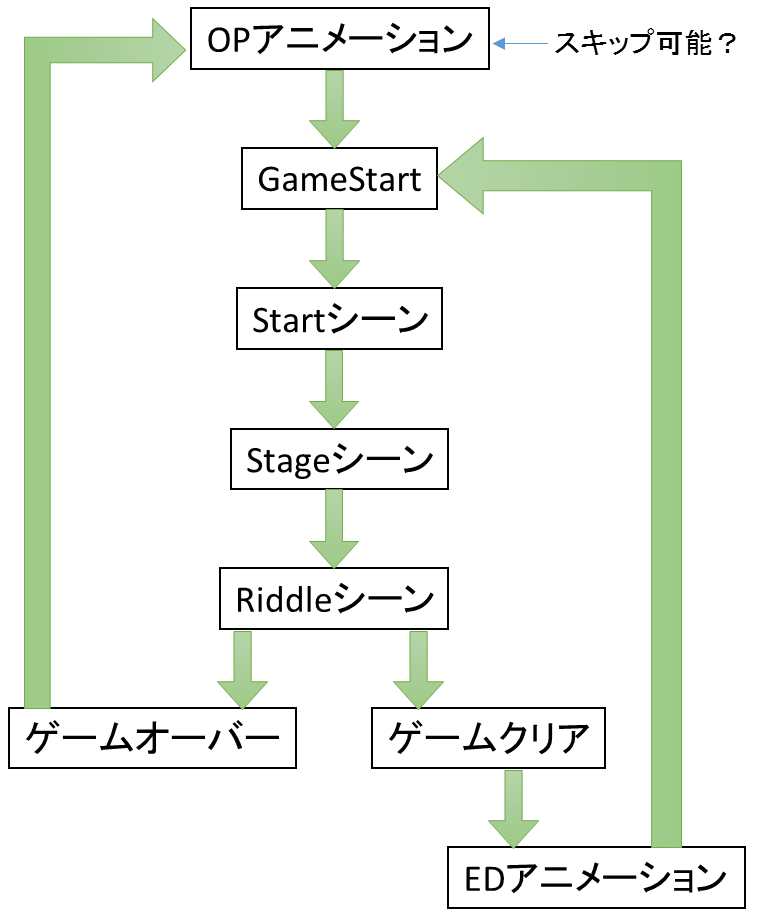 OPアニメーション
スキップ可能？
GameStart
Startシーン
Stageシーン
Riddleシーン
ゲームオーバー
ゲームクリア
EDアニメーション